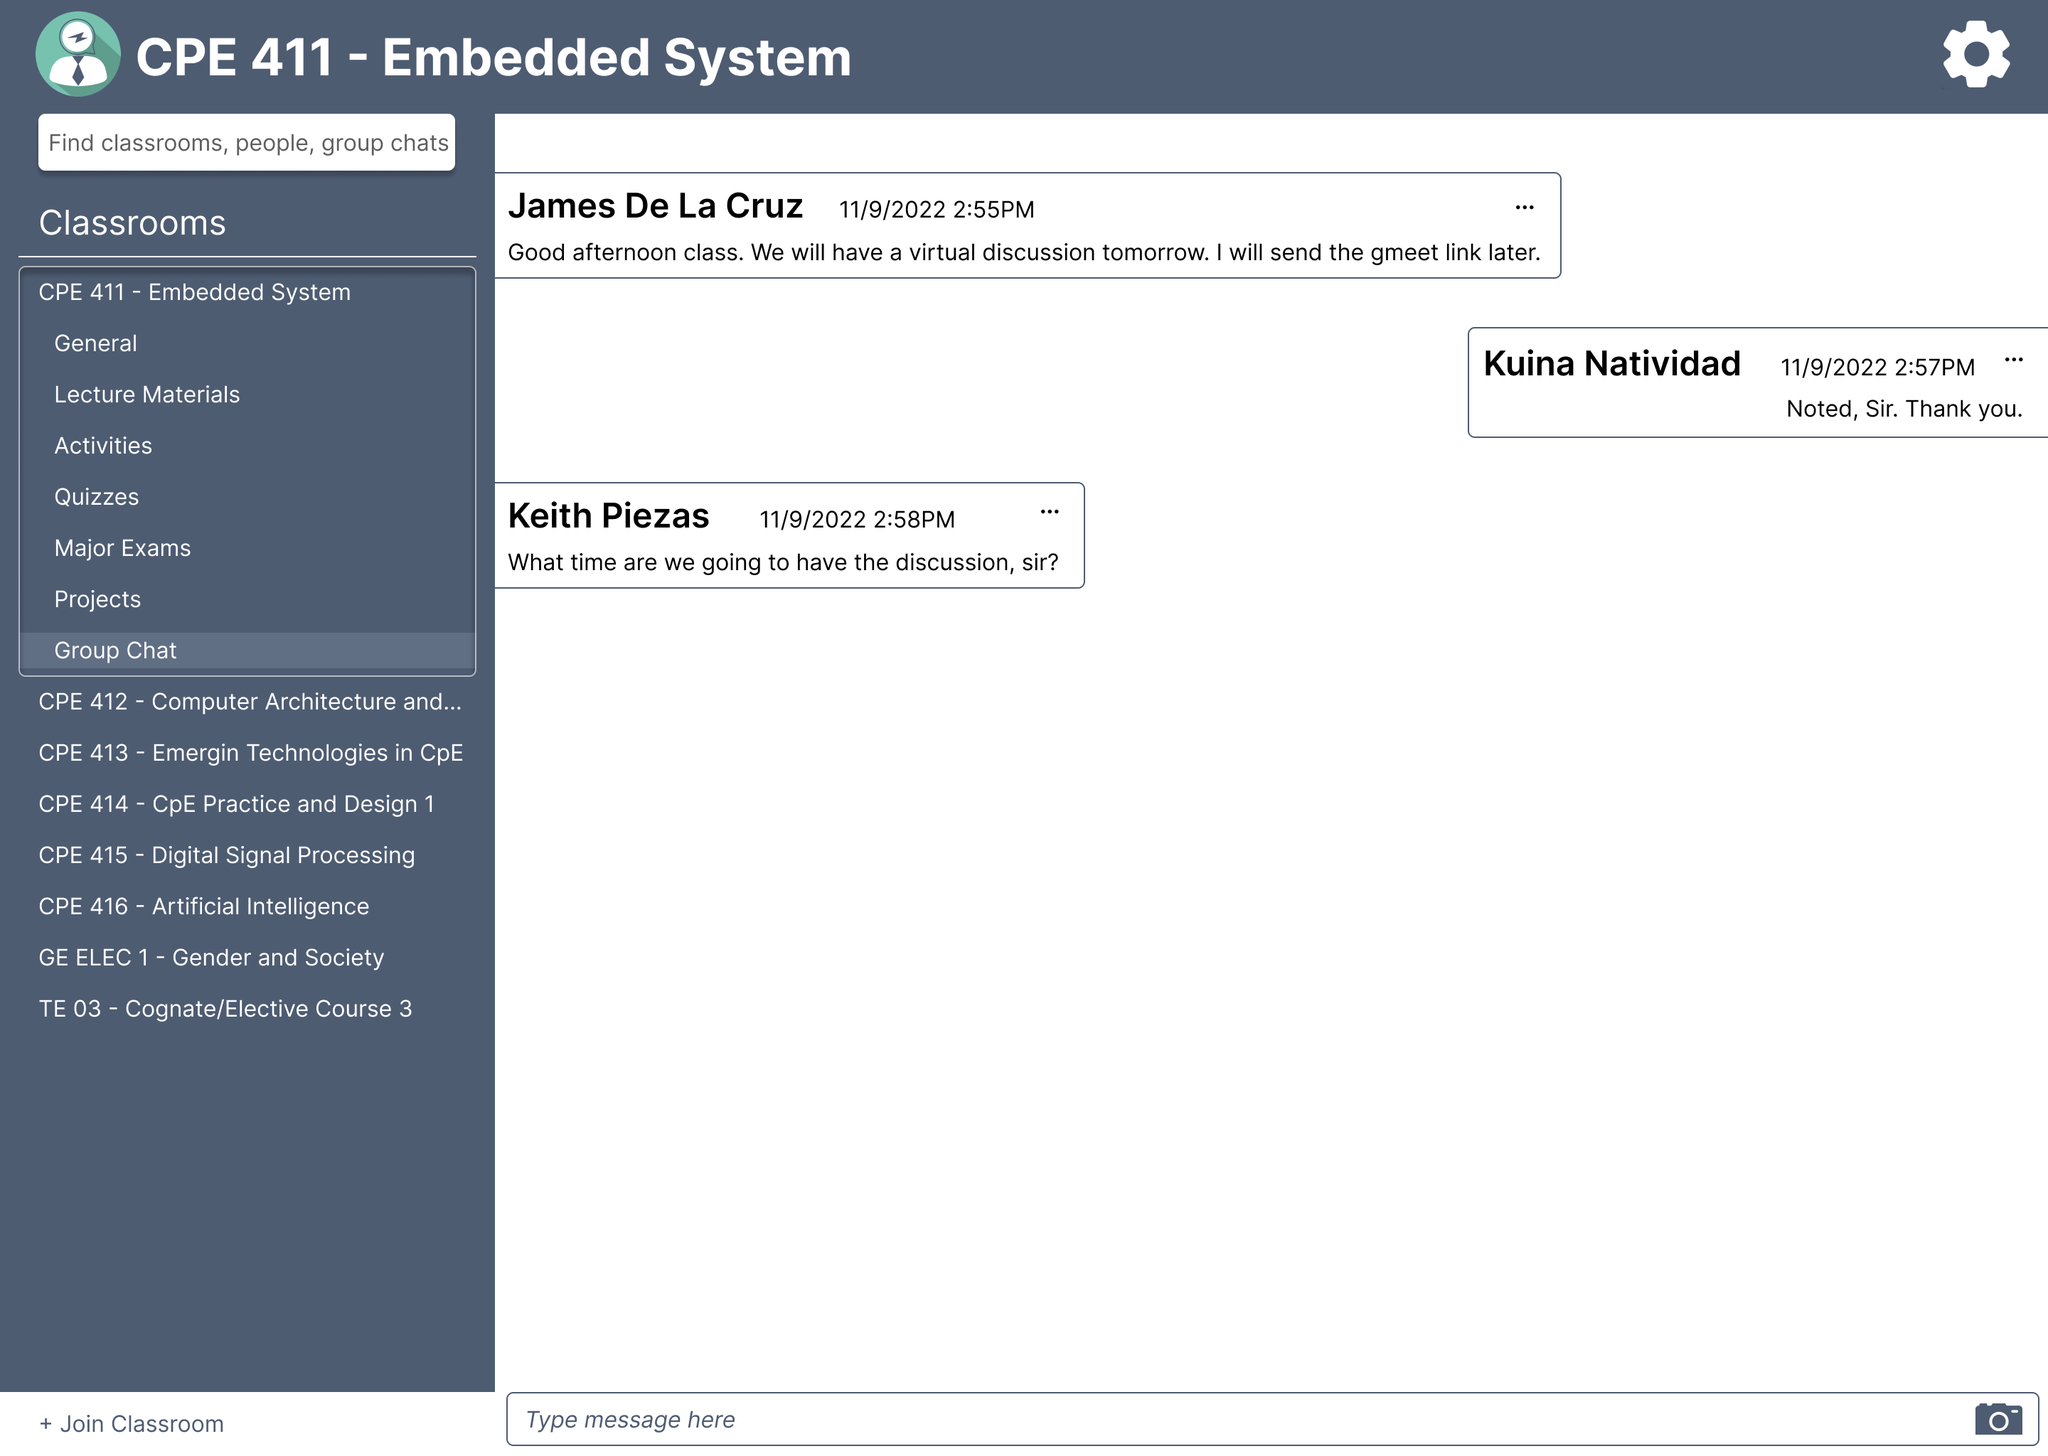 CPE 411 - Embedded System
Find classrooms, people, group chats
Classrooms
CPE 411 - Embedded System
General
Lecture Materials
Activities
Quizzes
Major Exams
Projects
Group Chat
CPE 412 - Computer Architecture and...
CPE 413 - Emergin Technologies in CpE
CPE 414 - CpE Practice and Design 1
CPE 415 - Digital Signal Processing
CPE 416 - Artificial Intelligence
GE ELEC 1 - Gender and Society
TE 03 - Cognate/Elective Course 3
+ Join Classroom
James De La Cruz 11/9/2022 2:55PM ...
Good afternoon class. We will have a virtual discussion tomorrow. I will send the gmeet link later.
Kuina Natividad 11/9/2022 2:57PM ...
Noted, Sir. Thank you.
Keith Piezas 11/9/2022 2:58PM ...
What time are we going to have the discussion, sir?
Type message here